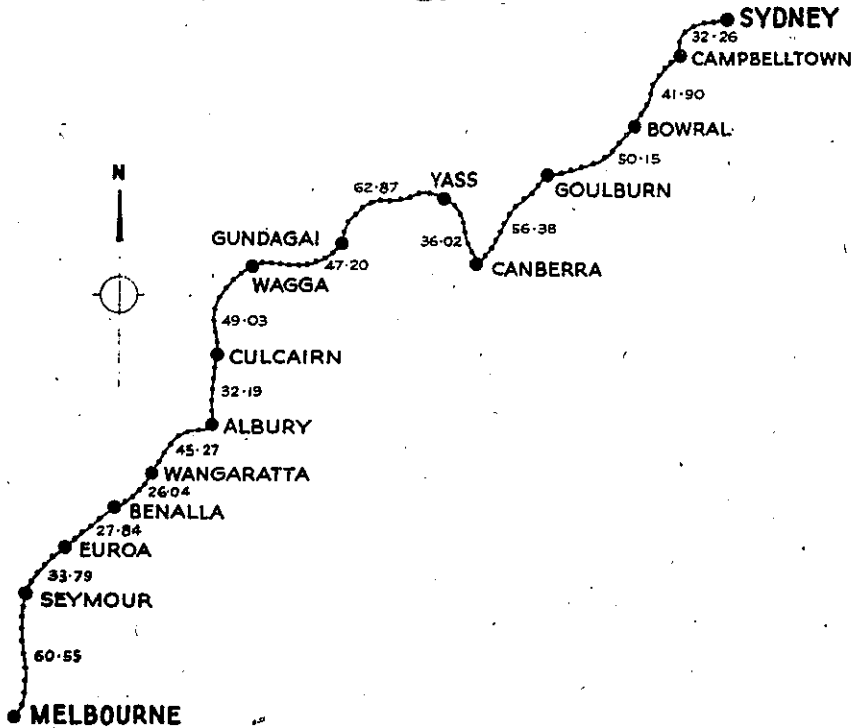 SYDNEY
32·26
CAMPBELLTOWN
41·90
BOWRAL
50·15
GOULBURN
56·38
CANBERRA
36·02
YASS
62·87
GUNDAGAI
47·20
WAGGA
49·03
CULCAIRN
32·19
ALBURY
45·27
WANGARATTA
26·04
BENALLA
27·84
EUROA
33·79
SEYMOUR
60·55
MELBOURNE
N